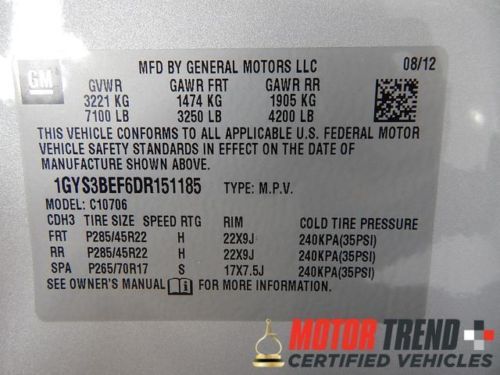 GM
MFD BY GENERAL MOTORS LLC 08/12
GVWR GAWR FRT GAWR RR
3221 KG 1474 KG 1905 KG
7100 LB 3250 LB 4200 LB
THIS VEHICLE CONFORMS TO ALL APPLICABLE U.S. FEDERAL MOTOR
VEHICLE SAFETY STANDARDS IN EFFECT ON THE DATE OF
MANUFACTURE SHOWN ABOVE.
1GYS3BEF6DR151185 TYPE: M.P.V.
MODEL: C10706
CDH3 TIRE SIZE SPEED RTG RIM COLD TIRE PRESSURE
FRT P285/45R22 H 22X9J 240KPA(35PSI)
RR P285/45R22 H 22X9J 240KPA(35PSI)
SPA P265/70R17 S 17X7.5J 240KPA(35PSI)
SEE OWNER'S MANUAL FOR MORE INFORMATION.
MOTOR TREND
CERTIFIED VEHICLES